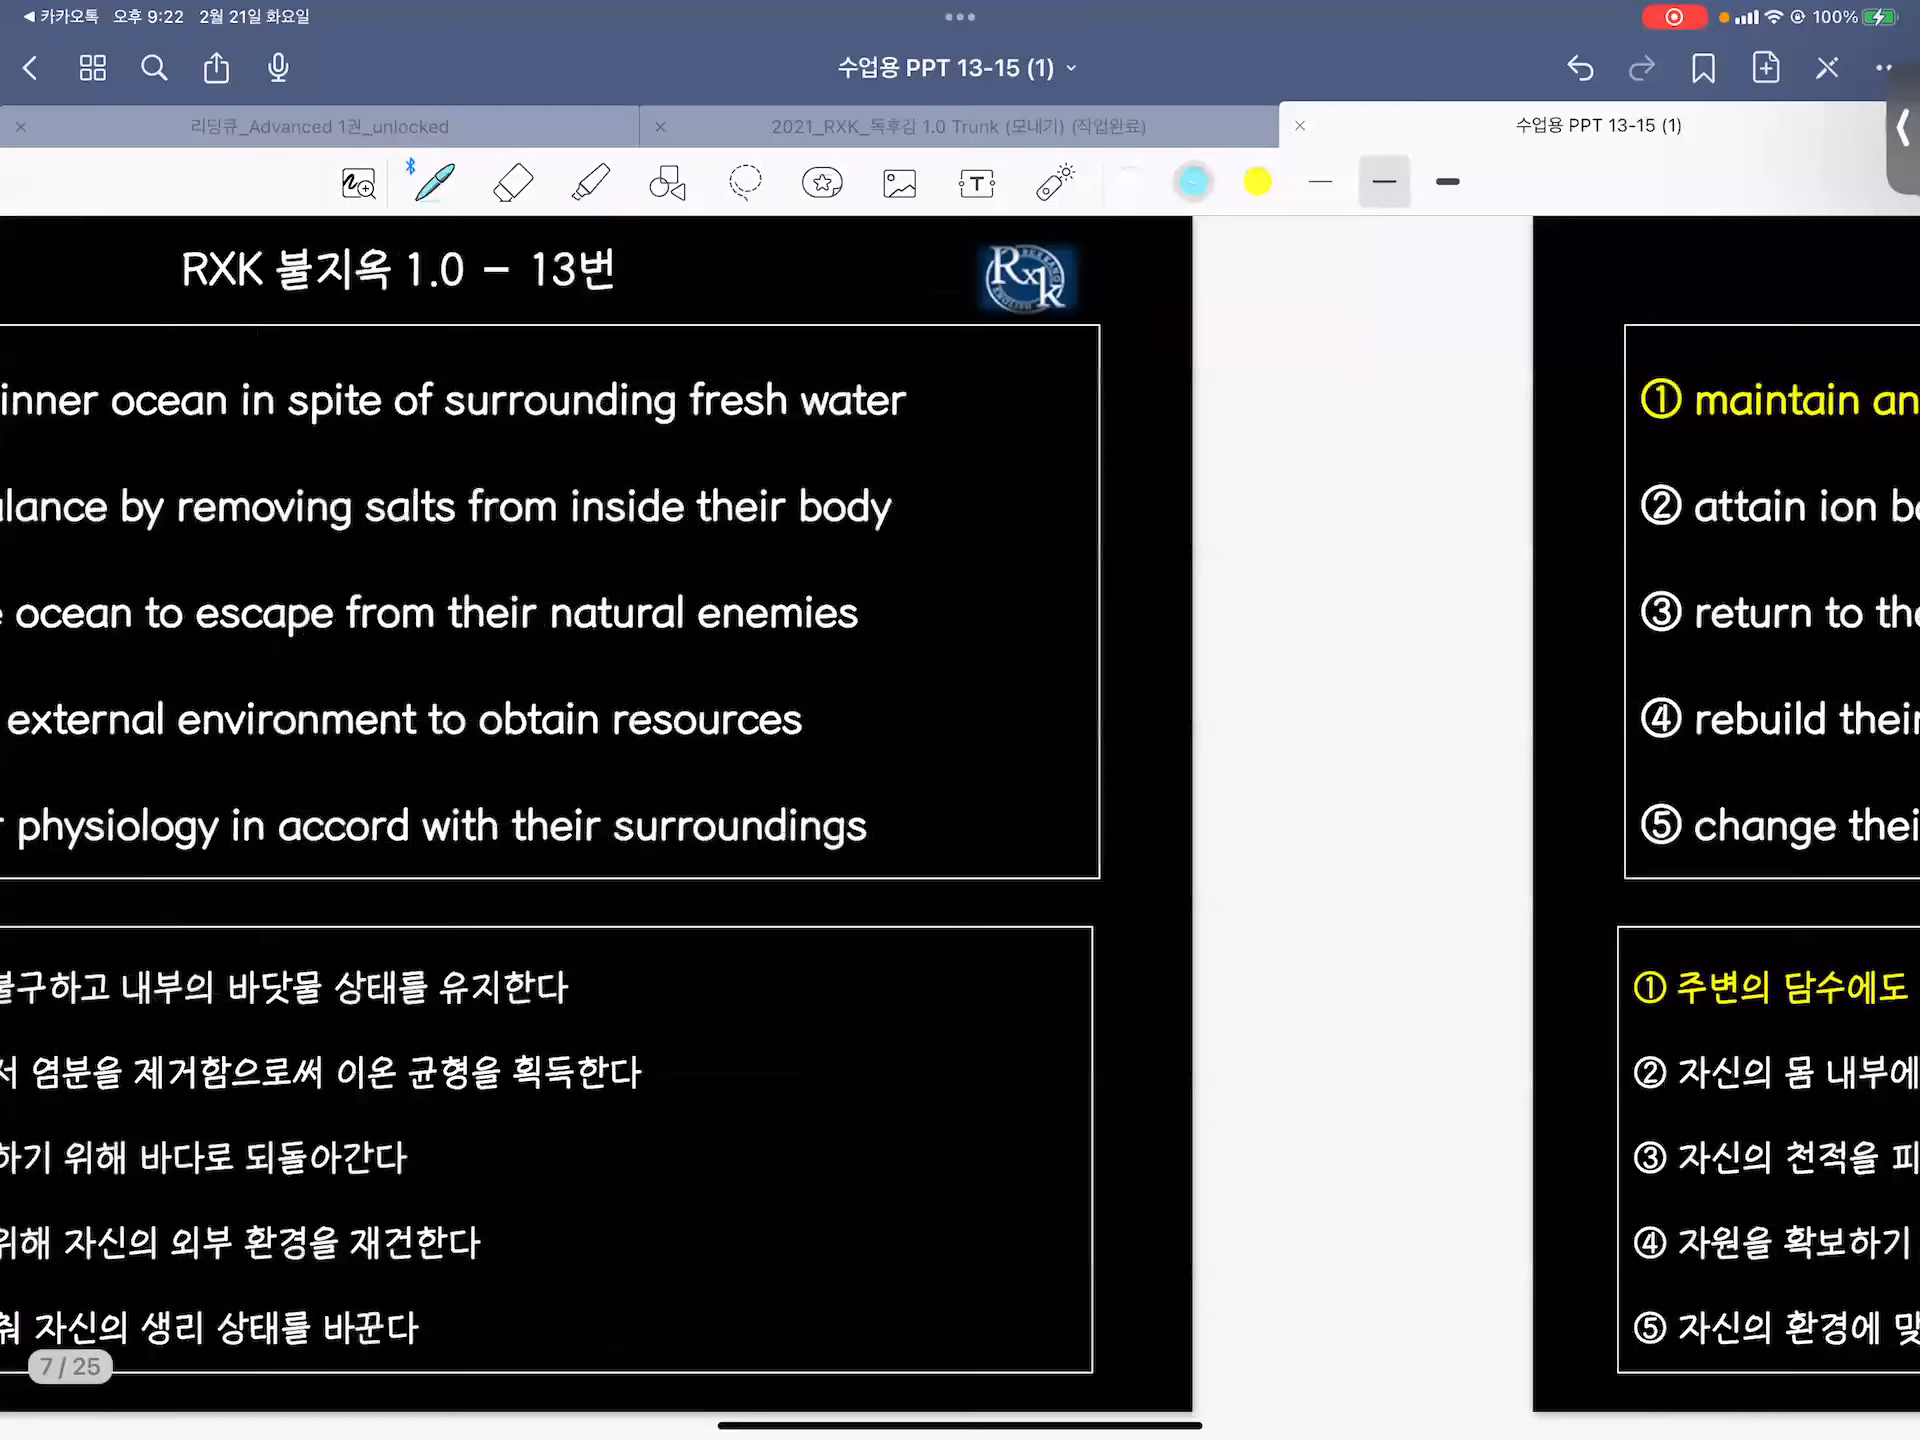 ◀ 카카오톡 오후 9:22 2월 21일 화요일
100%
수업용 PPT 13-15 (1)
리딩큐_Advanced 1권_unlocked
2021_RXK_독후감 1.0 Trunk (모내기) (작업완료)
수업용 PPT 13-15 (1)
RXK 불지옥 1.0 – 13번
RxK
inner ocean in spite of surrounding fresh water
lance by removing salts from inside their body
ocean to escape from their natural enemies
external environment to obtain resources
physiology in accord with their surroundings
불구하고 내부의 바닷물 상태를 유지한다
서 염분을 제거함으로써 이온 균형을 획득한다
하기 위해 바다로 되돌아간다
위해 자신의 외부 환경을 재건한다
춰 자신의 생리 상태를 바꾼다
7 / 25
① maintain an
② attain ion
③ return to the
④ rebuild their
⑤ change thei
① 주변의 담수에도
② 자신의 몸 내부에
③ 자신의 천적을 피
④ 자원을 확보하기
⑤ 자신의 환경에 맞